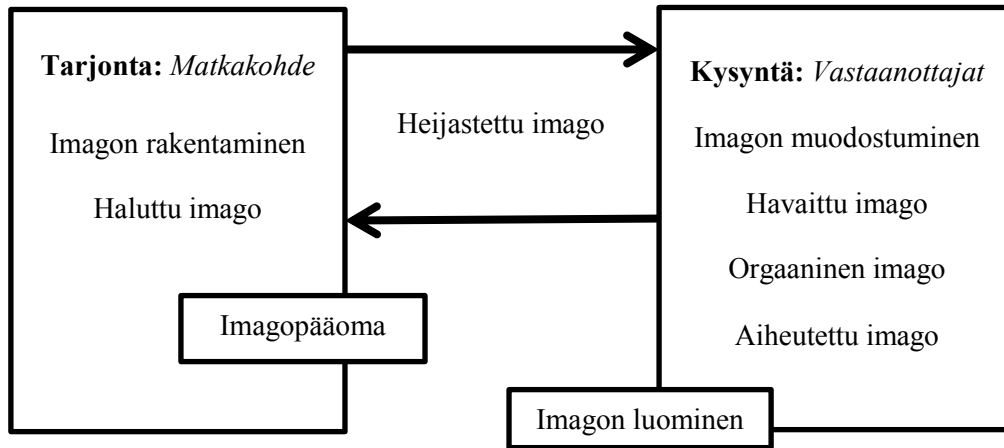 Tarjonta: Matkakohde
Imagon rakentaminen
Haluttu imago
Imagopääoma
Heijastettu imago
Kysyntä: Vastaanottajat
Imagon muodostuminen
Havaittu imago
Orgaaninen imago
Aiheutettu imago
Imagon luominen